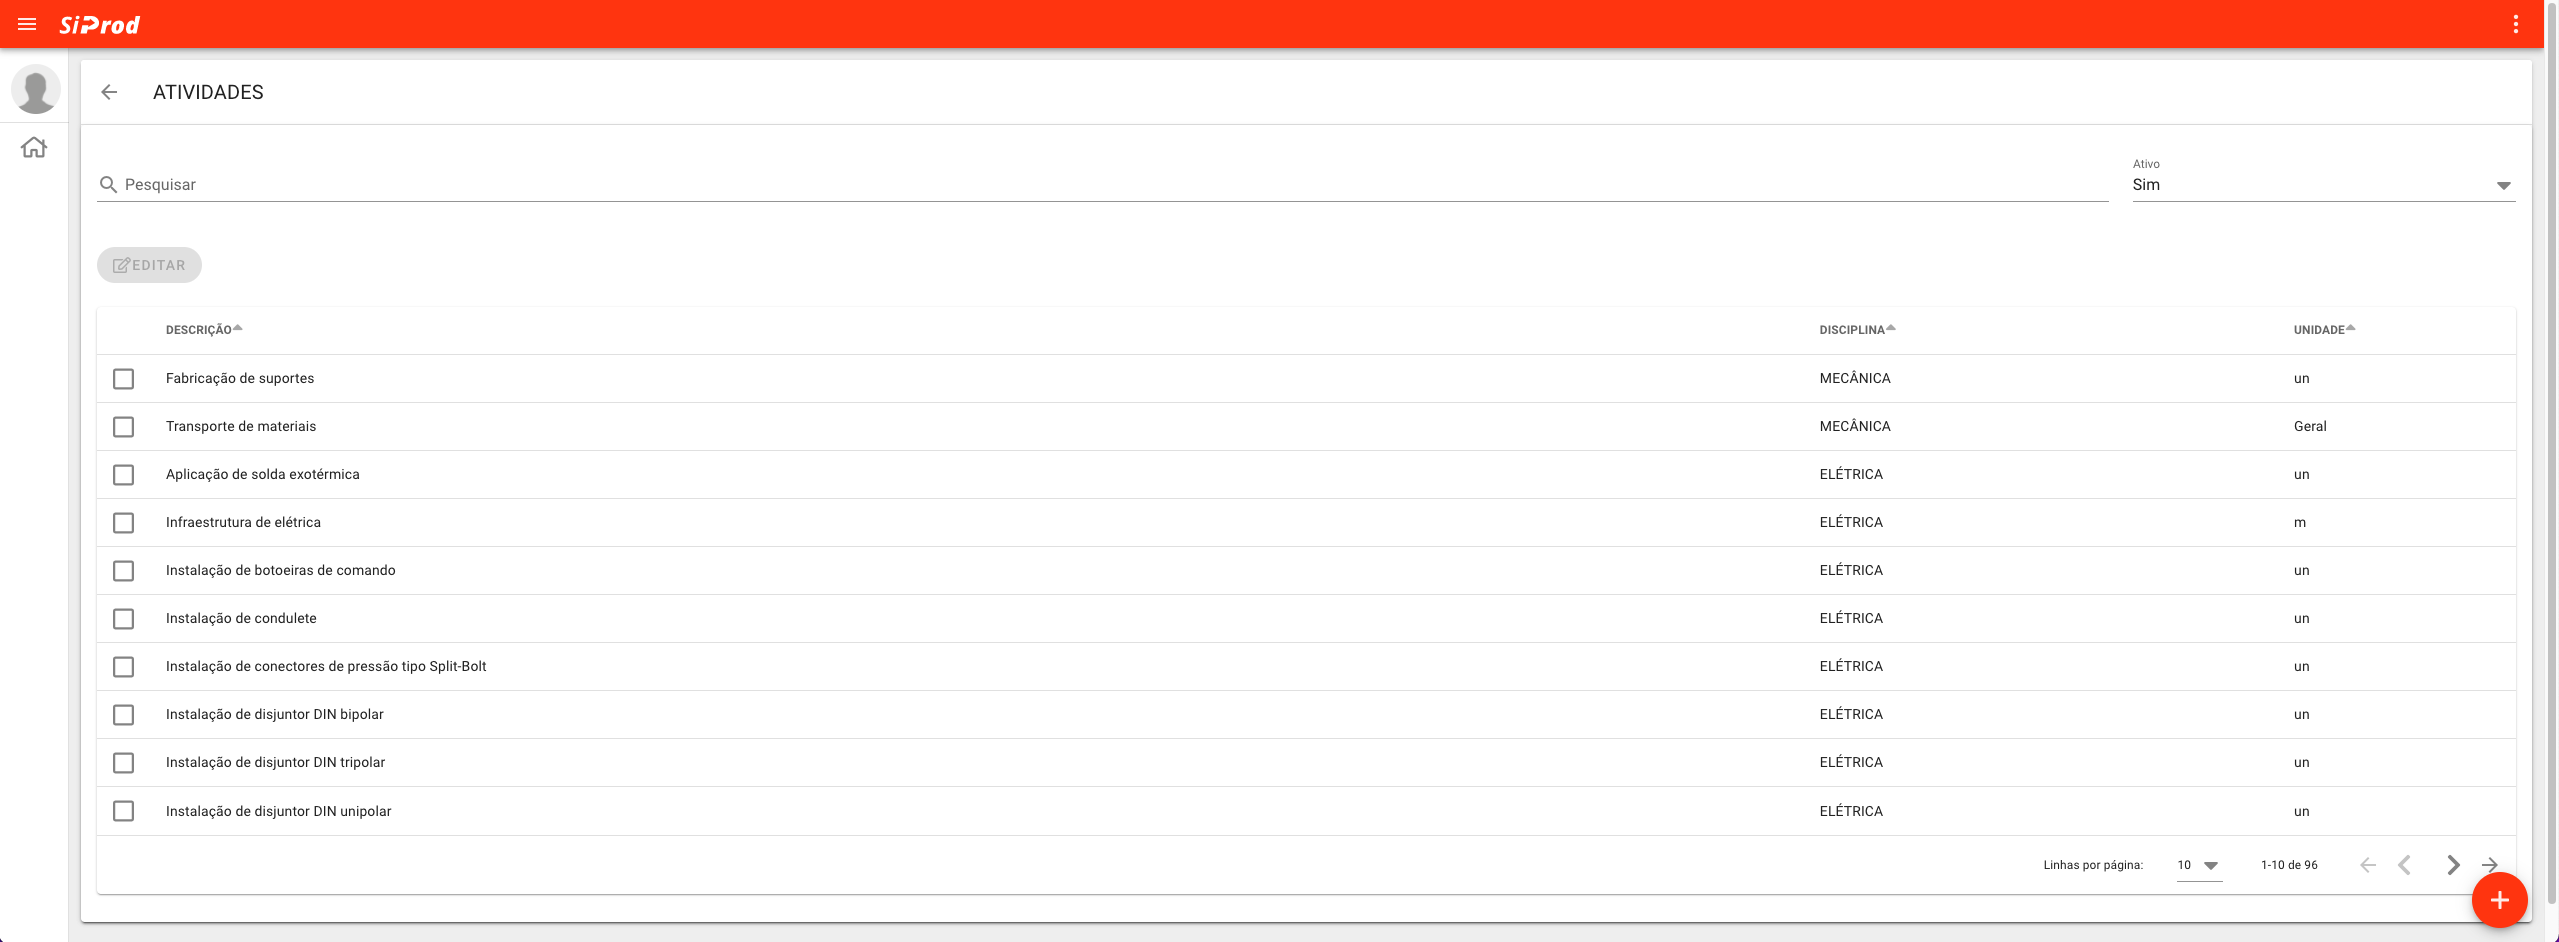 SiProd
ATIVIDADES
Pesquisar
Ativo
Sim
EDITAR
DESCRIÇÃO DISCIPLINA UNIDADE
Fabricação de suportes MECÂNICA un
Transporte de materiais MECÂNICA Geral
Aplicação de solda exotérmica ELÉTRICA un
Infraestrutura de elétrica ELÉTRICA m
Instalação de botoeiras de comando ELÉTRICA un
Instalação de condulete ELÉTRICA un
Instalação de conectores de pressão tipo Split-Bolt ELÉTRICA un
Instalação de disjuntor DIN bipolar ELÉTRICA un
Instalação de disjuntor DIN tripolar ELÉTRICA un
Instalação de disjuntor DIN unipolar ELÉTRICA un
Linhas por página: 10 1-10 de 96